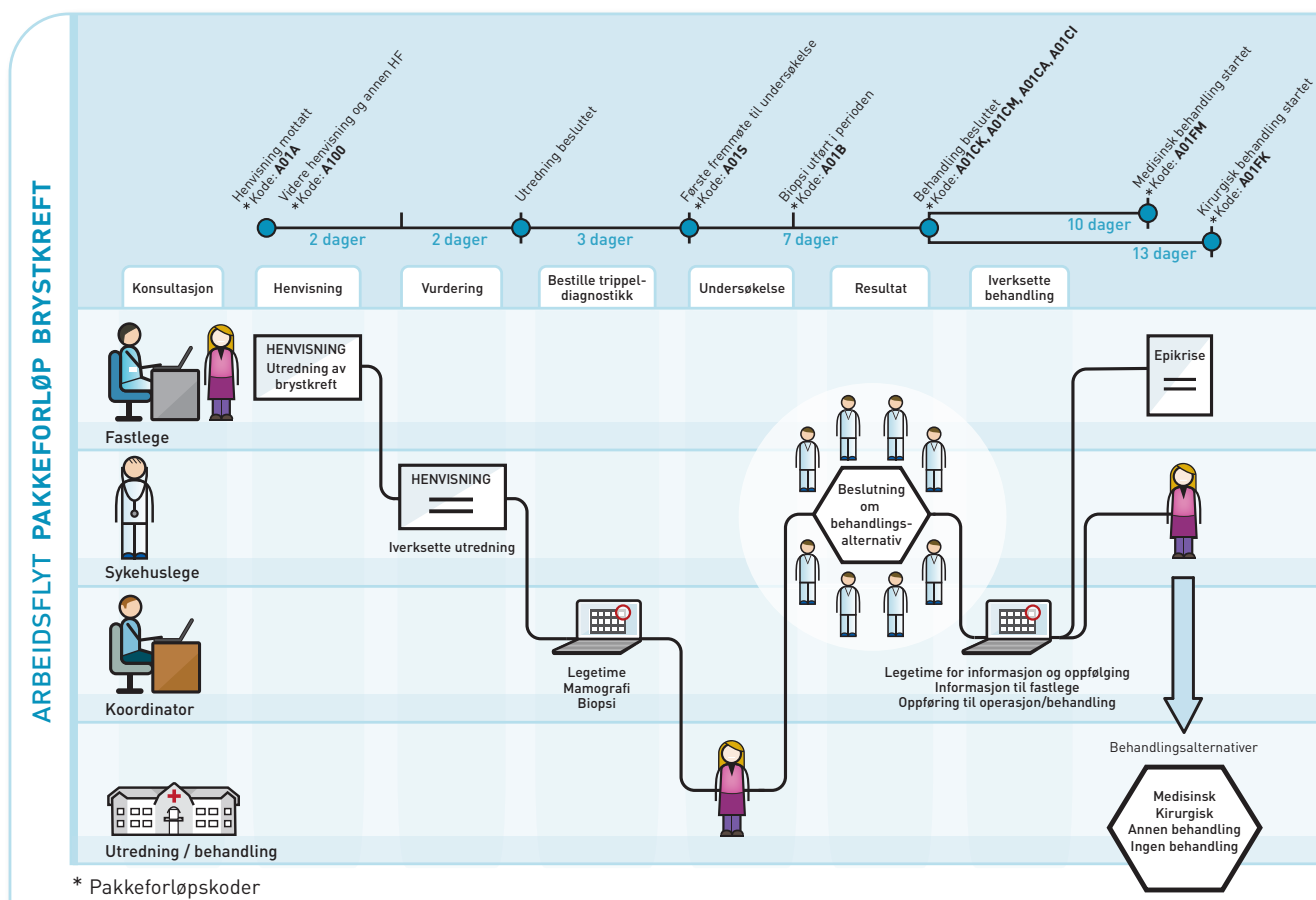 ARBEIDSFLYT PAKKEFORLØP BRYSTKREFT
Henvisning mottatt
*Kode: A01A
Videre henvisning og annen HF
*Kode: A100
Utredning besluttet
Første fremmøte til undersøkelse
*Kode: A01S
Biopsi utført i perioden
*Kode: A01B
Behandling besluttet
*Kode: A01CK, A01CM, A01CA, A01CI
Medisinsk behandling startet
*Kode: A01FM
Kirurgisk behandling startet
*Kode: A01FK
2 dager
2 dager
3 dager
7 dager
10 dager
13 dager
Konsultasjon
Henvisning
Vurdering
Bestille trippel-
diagnostikk
Undersøkelse
Resultat
Iverksette
behandling
HENVISNING
Utredning av
brystkreft
Epikrise
Fastlege
HENVISNING
Iverksette utredning
Beslutning
om
behandlings-
alternativ
Sykehuslege
Legetime
Mamografi
Biopsi
Legetime for informasjon og oppfølging
Informasjon til fastlege
Oppføring til operasjon/behandling
Koordinator
Behandlingsalternativer
Medisinsk
Kirurgisk
Annen behandling
Ingen behandling
Utredning / behandling
* Pakkeforløpskoder